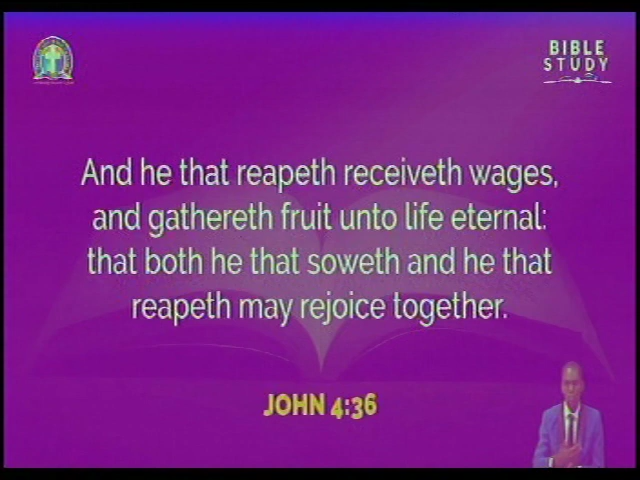 BIBLE
STUDY
And he that reapeth receiveth wages,
and gathereth fruit unto life eternal:
that both he that soweth and he that
reapeth may rejoice together.
JOHN 4:36